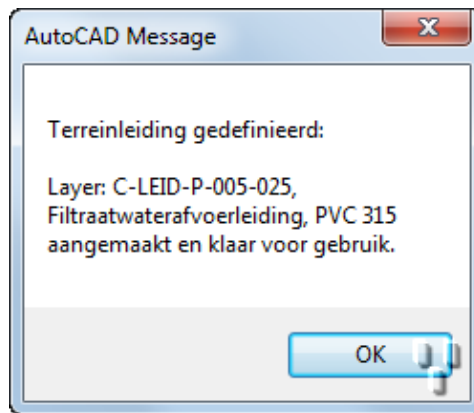 AutoCAD Message
Terreinleiding gedefinieerd:
Layer: C-LEID-P-005-025,
Filtraatwaterafvoerleiding, PVC 315
aangemaakt en klaar voor gebruik.
OK